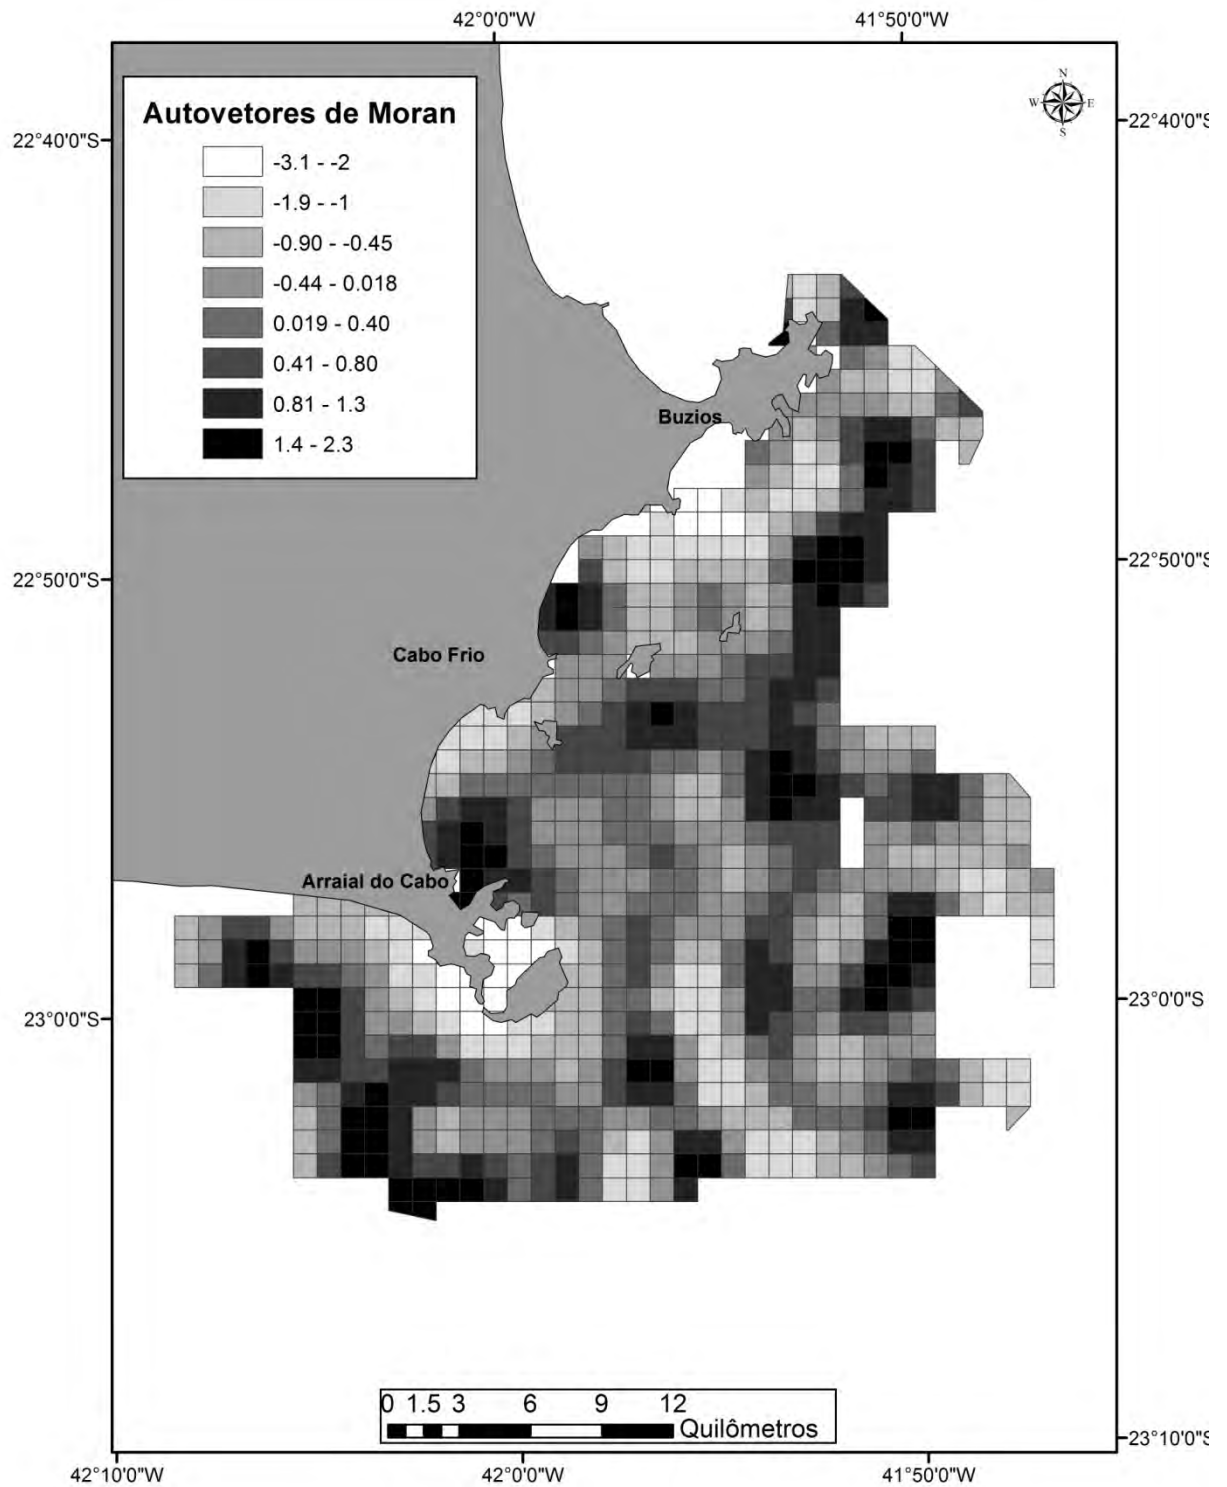 42°0'0"W
41°50'0"W
N
W
E
S
Autovetores de Moran
-3.1 - -2
-1.9 - -1
-0.90 - -0.45
-0.44 - 0.018
0.019 - 0.40
0.41 - 0.80
0.81 - 1.3
1.4 - 2.3
22°40'0"S
22°40'0"S
Buzios
22°50'0"S
22°50'0"S
Cabo Frio
Arraial do Cabo
23°0'0"S
23°0'0"S
0 1.5 3 6 9 12
Quilômetros
23°10'0"S
42°10'0"W
42°0'0"W
41°50'0"W